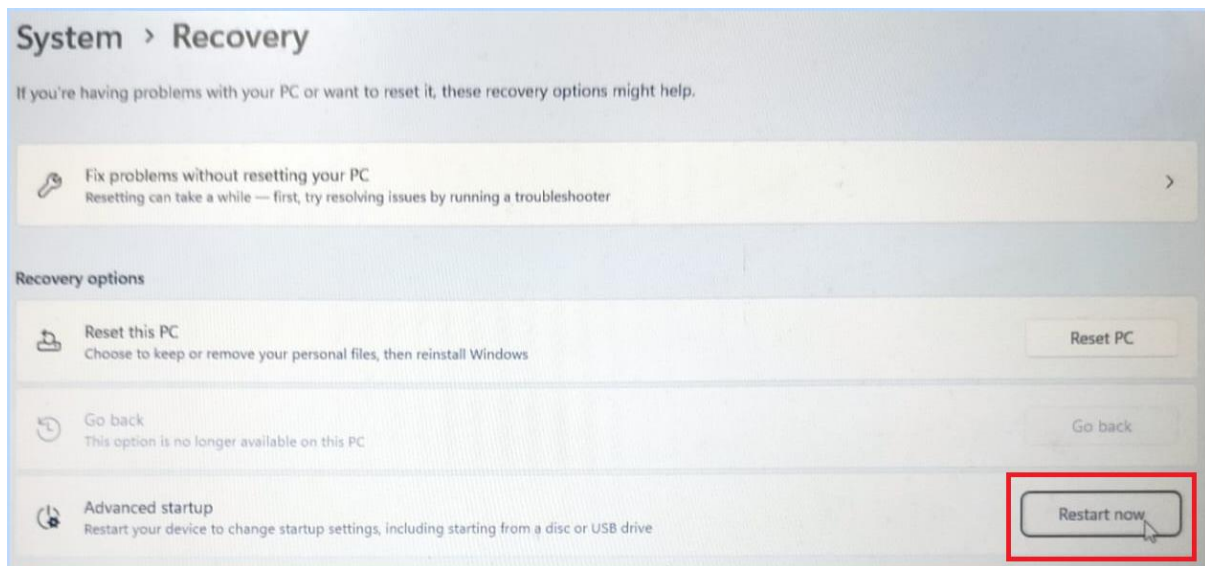 System > Recovery
If you're having problems with your PC or want to reset it, these recovery options might help.
Fix problems without resetting your PC
Resetting can take a while — first, try resolving issues by running a troubleshooter
Recovery options
Reset this PC
Choose to keep or remove your personal files, then reinstall Windows
Reset PC
Go back
This option is no longer available on this PC
Go back
Advanced startup
Restart your device to change startup settings, including starting from a disc or USB drive
Restart now